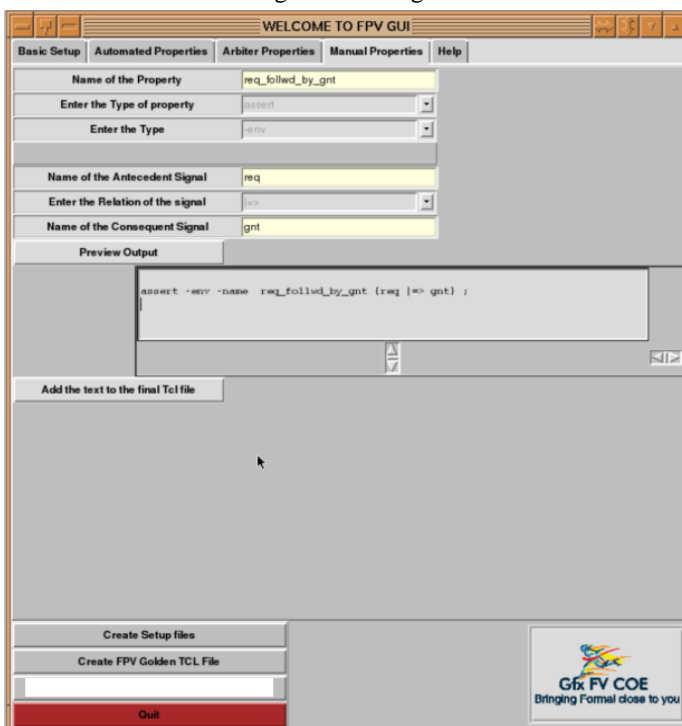 WELCOME TO FPV GUI
Basic Setup Automated Properties Arbiter Properties Manual Properties Help
Name of the Property req_follwd_by_gnt
Enter the Type of property assert
Enter the Type -env
Name of the Antecedent Signal req
Enter the Relation of the signal |=>
Name of the Consequent Signal gnt
Preview Output
assert -env -name req_follwd_by_gnt {req |=> gnt} ;
Add the text to the final Tcl file
Create Setup files
Create FPV Golden TCL File
Quit
Gfx FV COE
Bringing Formal close to you